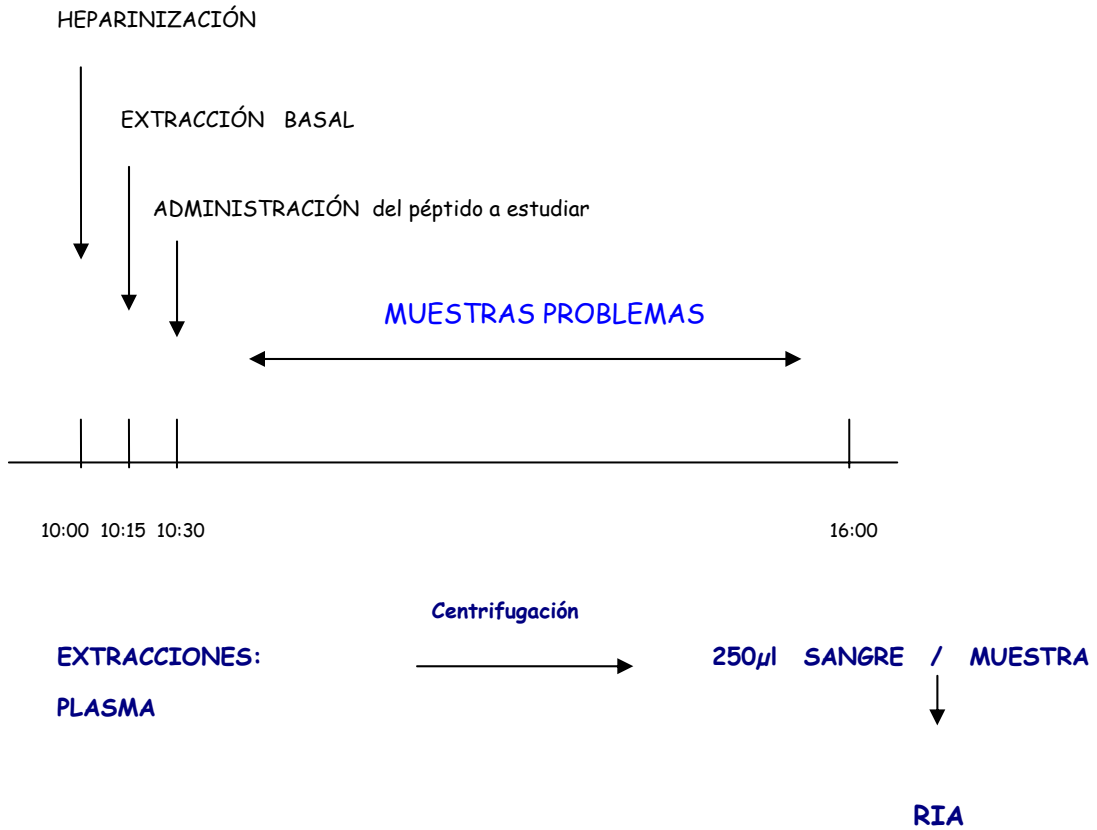 HEPARINIZACIÓN
EXTRACCIÓN BASAL
ADMINISTRACIÓN del péptido a estudiar
MUESTRAS PROBLEMAS
10:00 10:15 10:30 16:00
Centrifugación
EXTRACCIONES: 250µl SANGRE / MUESTRA
PLASMA
RIA